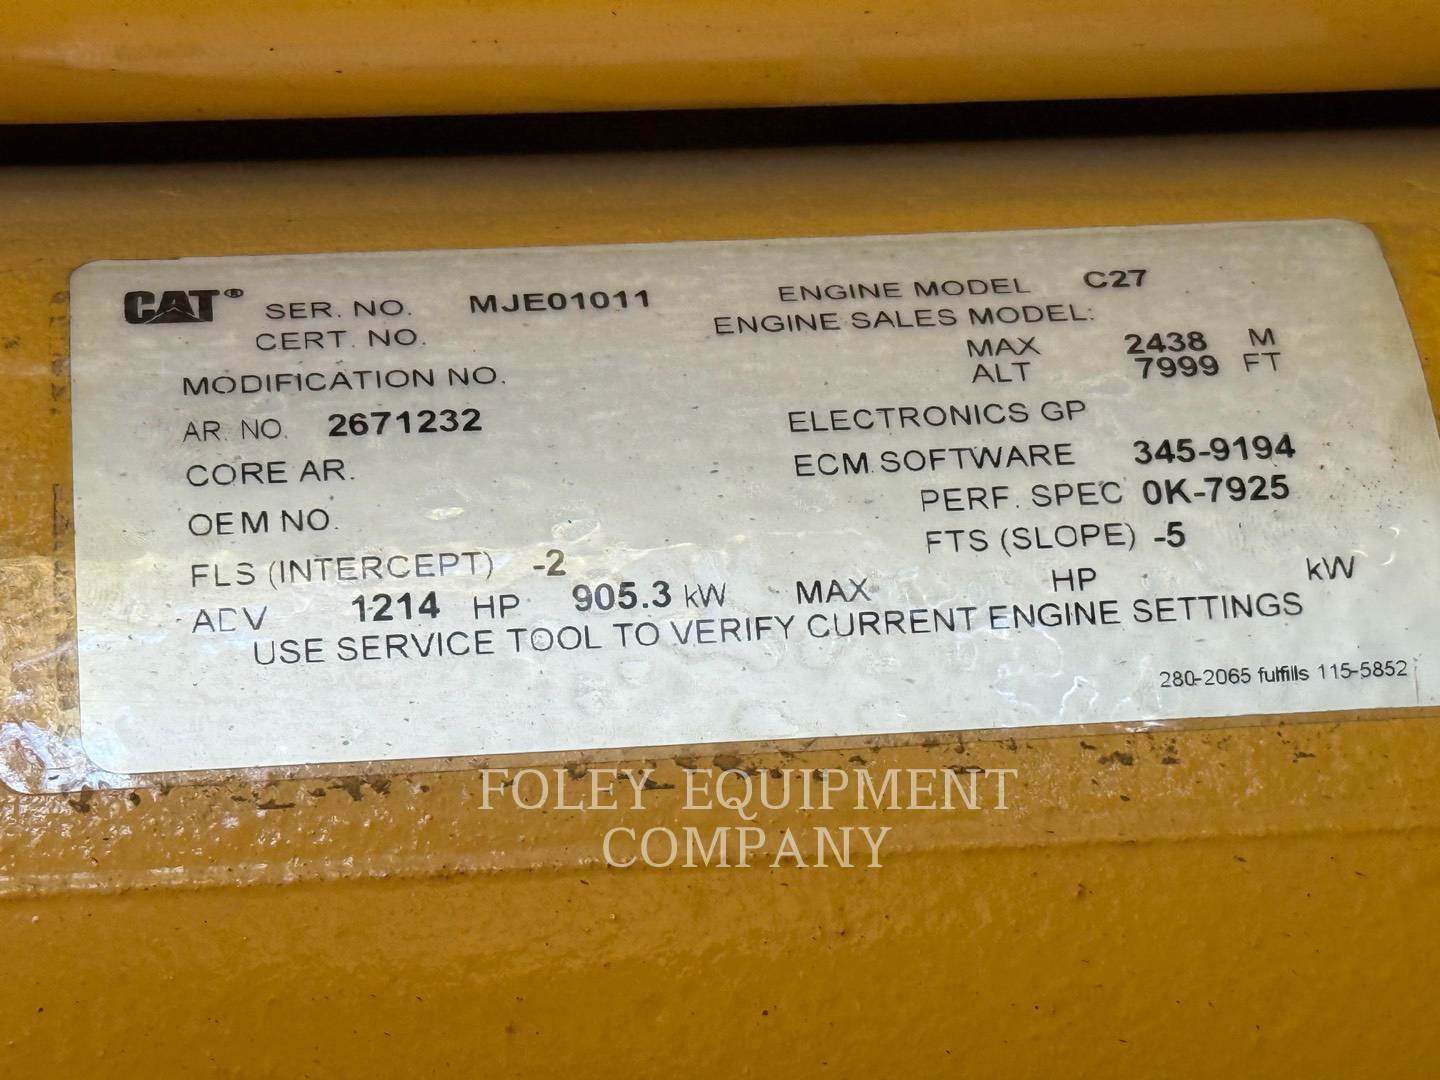 CAT® SER. NO. MJE01011 ENGINE MODEL C27
CERT. NO. ENGINE SALES MODEL:
MODIFICATION NO. MAX 2438 M
ALT 7999 FT
AR. NO. 2671232 ELECTRONICS GP
CORE AR. ECM SOFTWARE 345-9194
OEM NO. PERF. SPEC 0K-7925
FLS (INTERCEPT) -2 FTS (SLOPE) -5
ADV 1214 HP 905.3 kW MAX HP kW
USE SERVICE TOOL TO VERIFY CURRENT ENGINE SETTINGS
280-2065 fulfills 115-5852
FOLEY EQUIPMENT
COMPANY